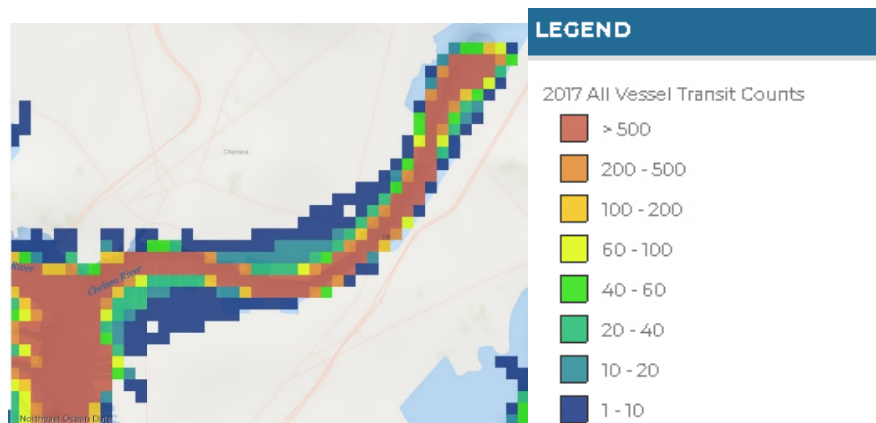 Chelsea
River
Chelsea River
Northeast Ocean Data
LEGEND
2017 All Vessel Transit Counts
> 500
200 - 500
100 - 200
60 - 100
40 - 60
20 - 40
10 - 20
1 - 10